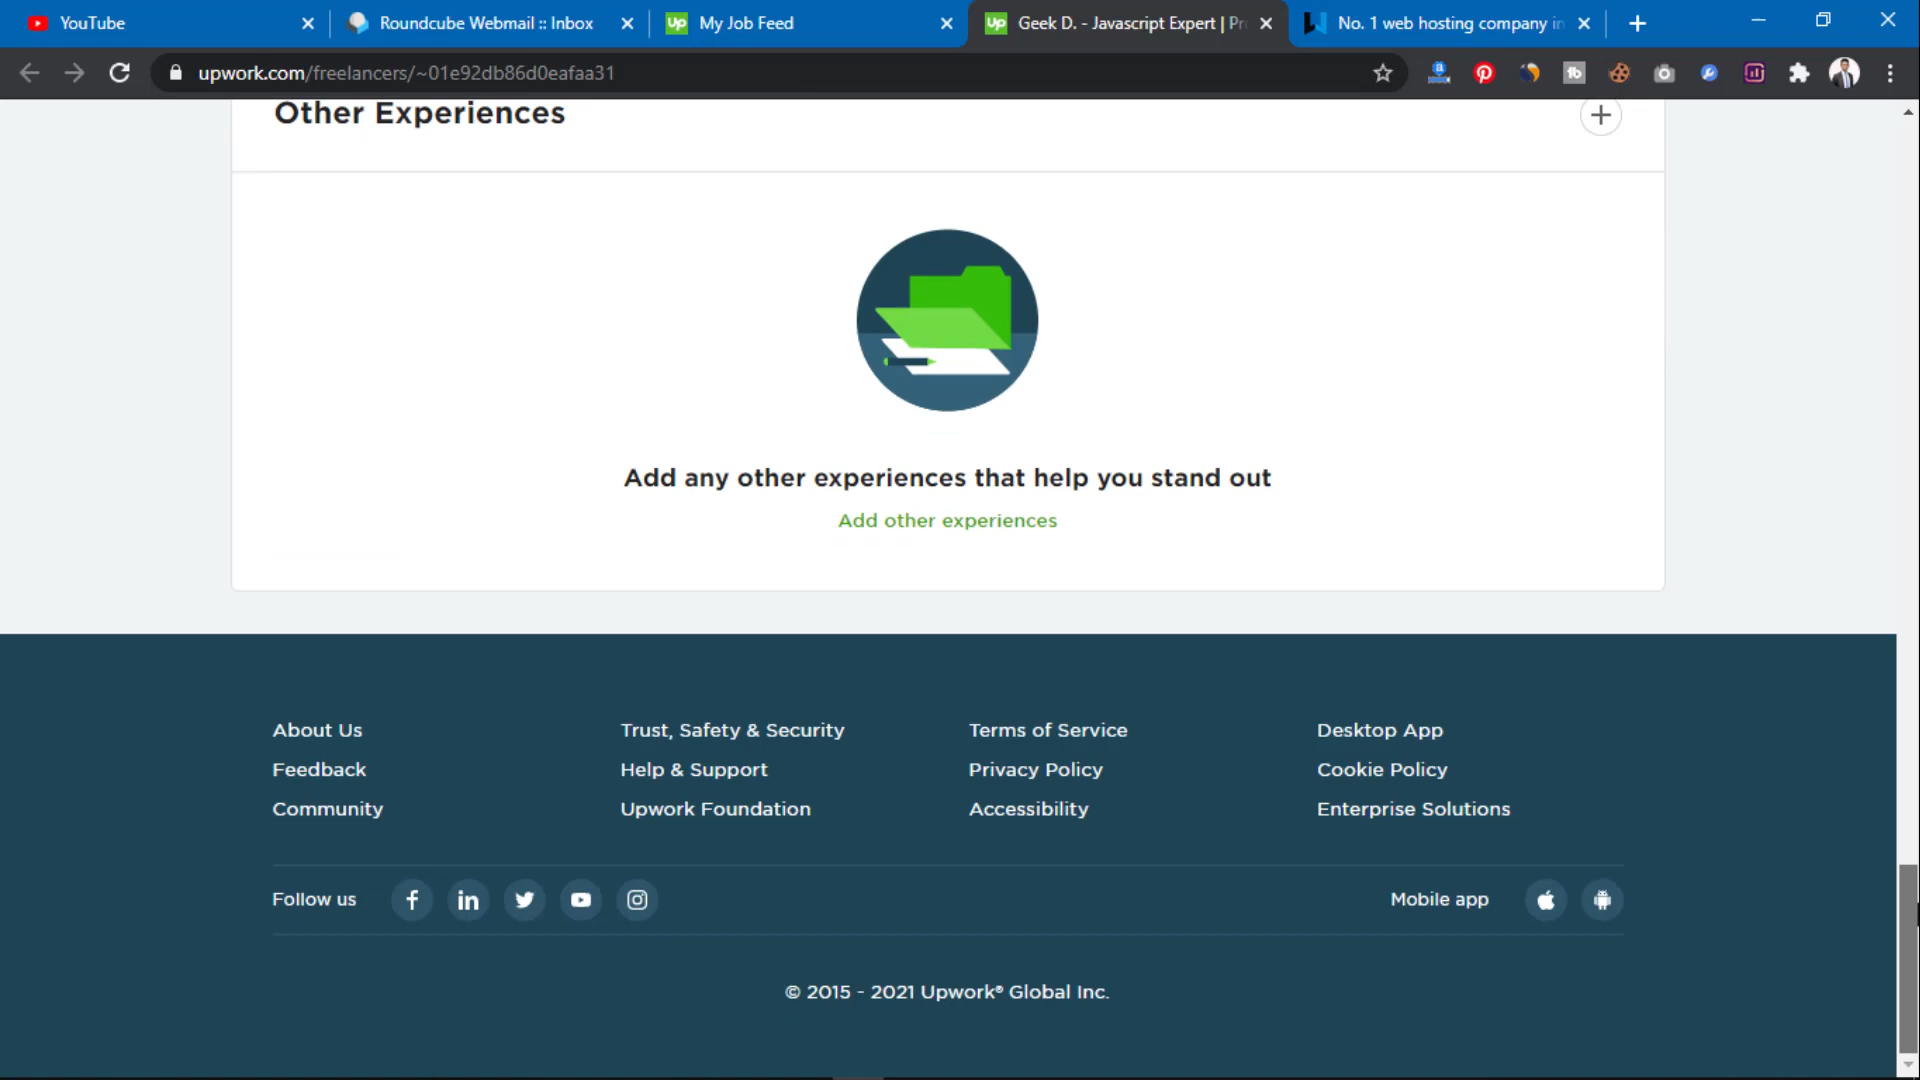 YouTube
Roundcube Webmail :: Inbox
Up My Job Feed
Up Geek D. - Javascript Expert | Pr
No. 1 web hosting company in
upwork.com/freelancers/~01e92db86d0eafaa31
Other Experiences
Add any other experiences that help you stand out
Add other experiences
About Us
Trust, Safety & Security
Terms of Service
Desktop App
Feedback
Help & Support
Privacy Policy
Cookie Policy
Community
Upwork Foundation
Accessibility
Enterprise Solutions
Follow us
Mobile app
© 2015 - 2021 Upwork® Global Inc.